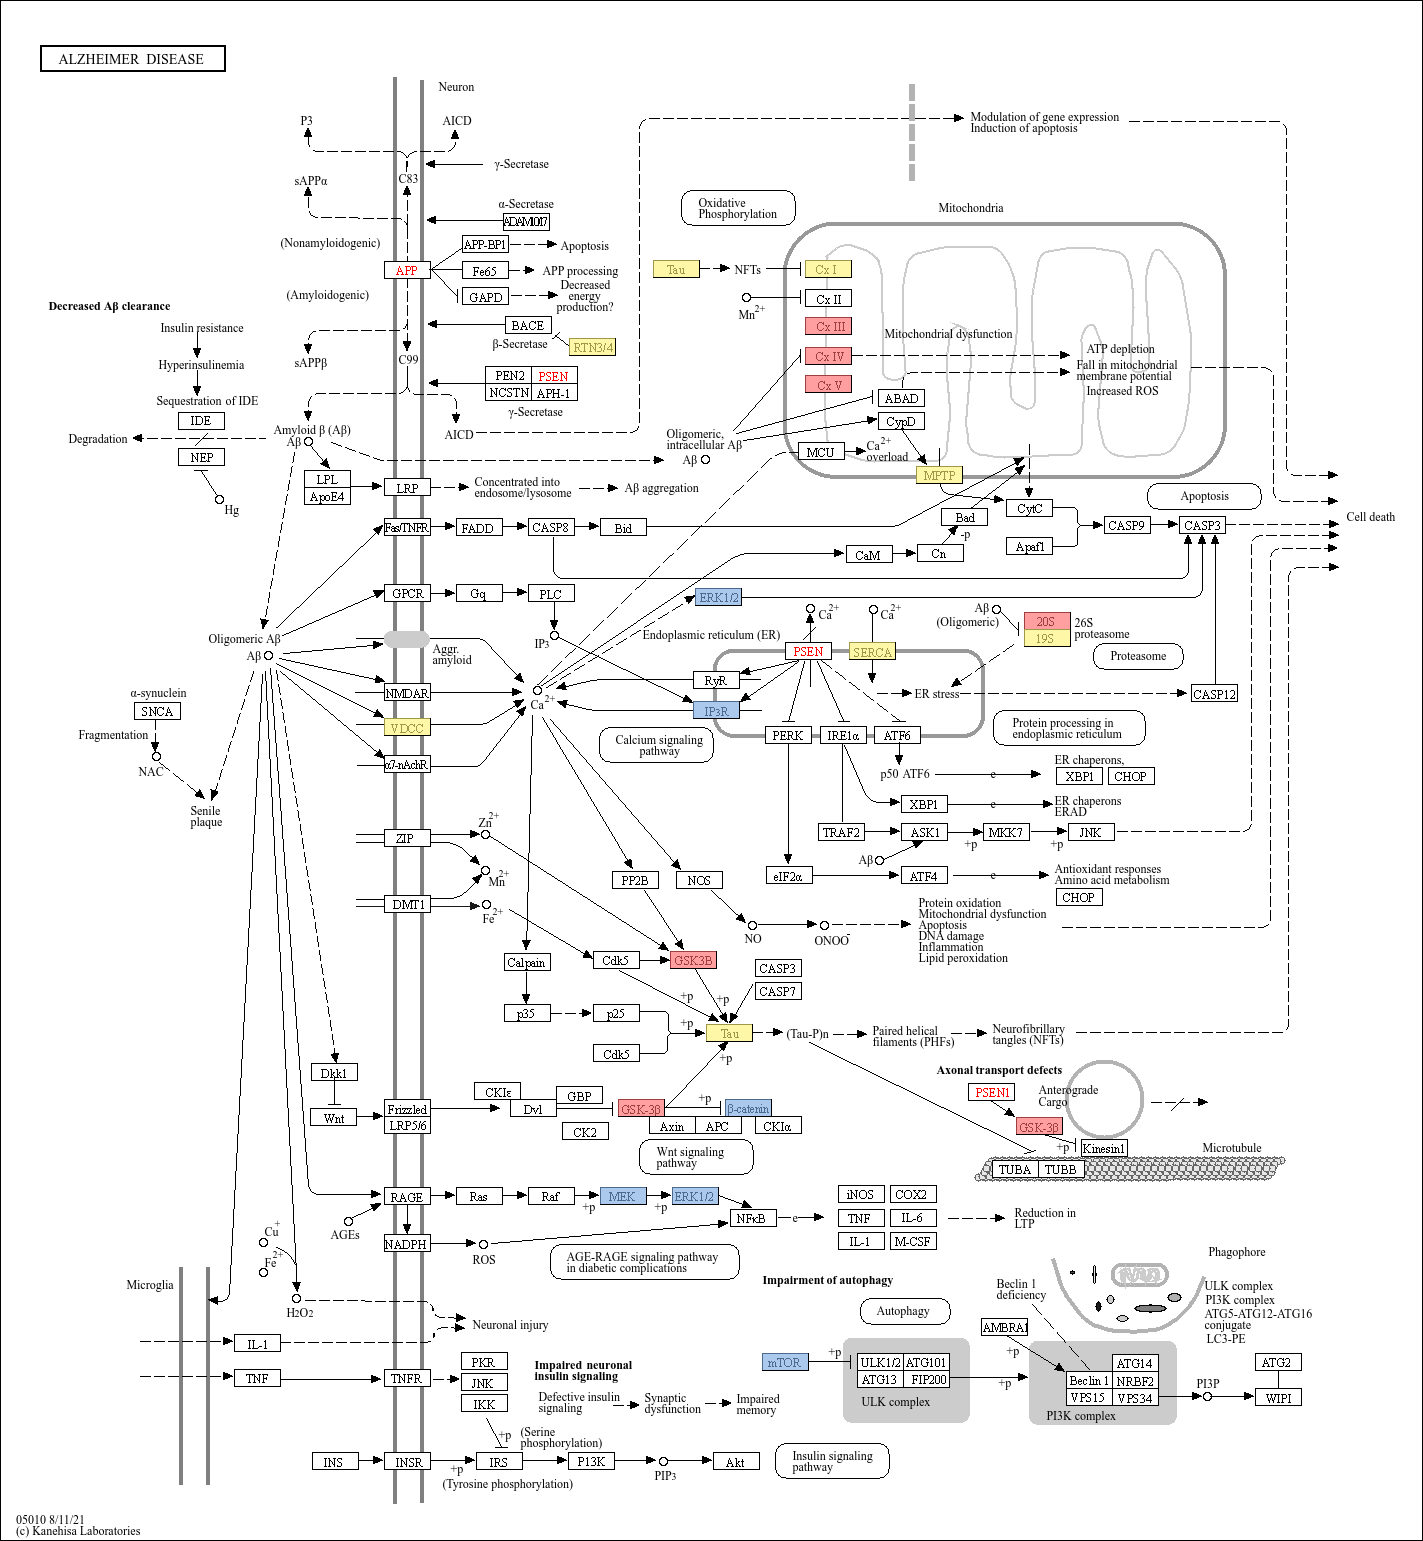 ALZHEIMER DISEASE
Neuron
P3
AICD
Modulation of gene expression
Induction of apoptosis
γ-Secretase
sAPPα
C83
α-Secretase
ADAM1017
Oxidative
Phosphorylation
Mitochondria
(Nonamyloidogenic)
APP-BP1
Apoptosis
APP
Fe65
APP processing
Tau
NFTs
Cx I
(Amyloidogenic)
GAPD
Decreased
energy
production?
Mn2+
Cx II
Decreased Aβ clearance
Insulin resistance
BACE
β-Secretase
RTN3/4
Cx III
Mitochondrial dysfunction
Hyperinsulinemia
sAPPβ
C99
Cx IV
ATP depletion
Fall in mitochondrial
membrane potential
Increased ROS
PEN2
PSEN
NCSTN
APH-1
γ-Secretase
Cx V
ABAD
Sequestration of IDE
IDE
CypD
Degradation
Amyloid β (Aβ)
Aβ
AICD
Oligomeric,
intracellular Aβ
Aβ
NEP
MCU
Ca2+
overload
MPTP
Hg
LPL
ApoE4
LRP
Concentrated into
endosome/lysosome
Aβ aggregation
Apoptosis
CytC
Bad
-p
Cell death
Fas/TNFR
FADD
CASP8
Bid
CASP9
CASP3
CaM
Cn
Apaf1
GPCR
Gq
PLC
ERK1/2
Ca2+
Ca2+
Aβ
(Oligomeric)
20S
19S
26S
proteasome
Oligomeric Aβ
Aβ
IP3
Endoplasmic reticulum (ER)
PSEN
SERCA
Proteasome
Aggr.
amyloid
RyR
ER stress
CASP12
α-synuclein
SNCA
NMDAR
Ca2+
IP3R
Fragmentation
VDCC
Calcium signaling
pathway
PERK
IRE1α
ATF6
Protein processing in
endoplasmic reticulum
NAC
α7-nAchR
p50 ATF6
e
ER chaperons,
XBP1
CHOP
Senile
plaque
XBP1
e
ER chaperons
ERAD
ZIP
Zn2+
TRAF2
ASK1
+p
MKK7
+p
JNK
Mn2+
Aβ
PP2B
NOS
eIF2α
ATF4
e
Antioxidant responses
Amino acid metabolism
CHOP
DMT1
Fe2+
NO
ONOO-
Protein oxidation
Mitochondrial dysfunction
Apoptosis
DNA damage
Inflammation
Lipid peroxidation
Calpain
Cdk5
GSK3B
CASP3
CASP7
+p
+p
p35
p25
+p
Tau
(Tau-P)n
Paired helical
filaments (PHFs)
Neurofibrillary
tangles (NFTs)
Cdk5
+p
Dkk1
Axonal transport defects
PSEN1
Anterograde
Cargo
Wnt
Frizzled
LRP5/6
CKIε
Dvl
GBP
CK2
GSK-3β
+p
β-catenin
Axin
APC
CKIα
GSK-3β
+p
Kinesin1
Microtubule
Wnt signaling
pathway
TUBA
TUBB
RAGE
Ras
Raf
+p
MEK
+p
ERK1/2
iNOS
COX2
AGEs
NFκB
e
TNF
IL-6
Reduction in
LTP
Cu+
NADPH
ROS
IL-1
M-CSF
Fe2+
AGE-RAGE signaling pathway
in diabetic complications
Phagophore
Microglia
Impairment of autophagy
Beclin 1
deficiency
ULK complex
PI3K complex
ATG5-ATG12-ATG16
conjugate
LC3-PE
H2O2
Neuronal injury
Autophagy
AMBRA1
+p
IL-1
PKR
JNK
IKK
Impaired neuronal
insulin signaling
mTOR
+p
ULK1/2
ATG101
ATG13
FIP200
ULK complex
+p
ATG14
Beclin 1
NRBF2
VPS15
VPS34
PI3K complex
PI3P
ATG2
WIPI
TNF
TNFR
Defective insulin
signaling
Synaptic
dysfunction
Impaired
memory
+p
(Serine
phosphorylation)
INS
INSR
+p
IRS
P13K
PIP3
Akt
Insulin signaling
pathway
(Tyrosine phosphorylation)
05010 8/11/21
(c) Kanehisa Laboratories